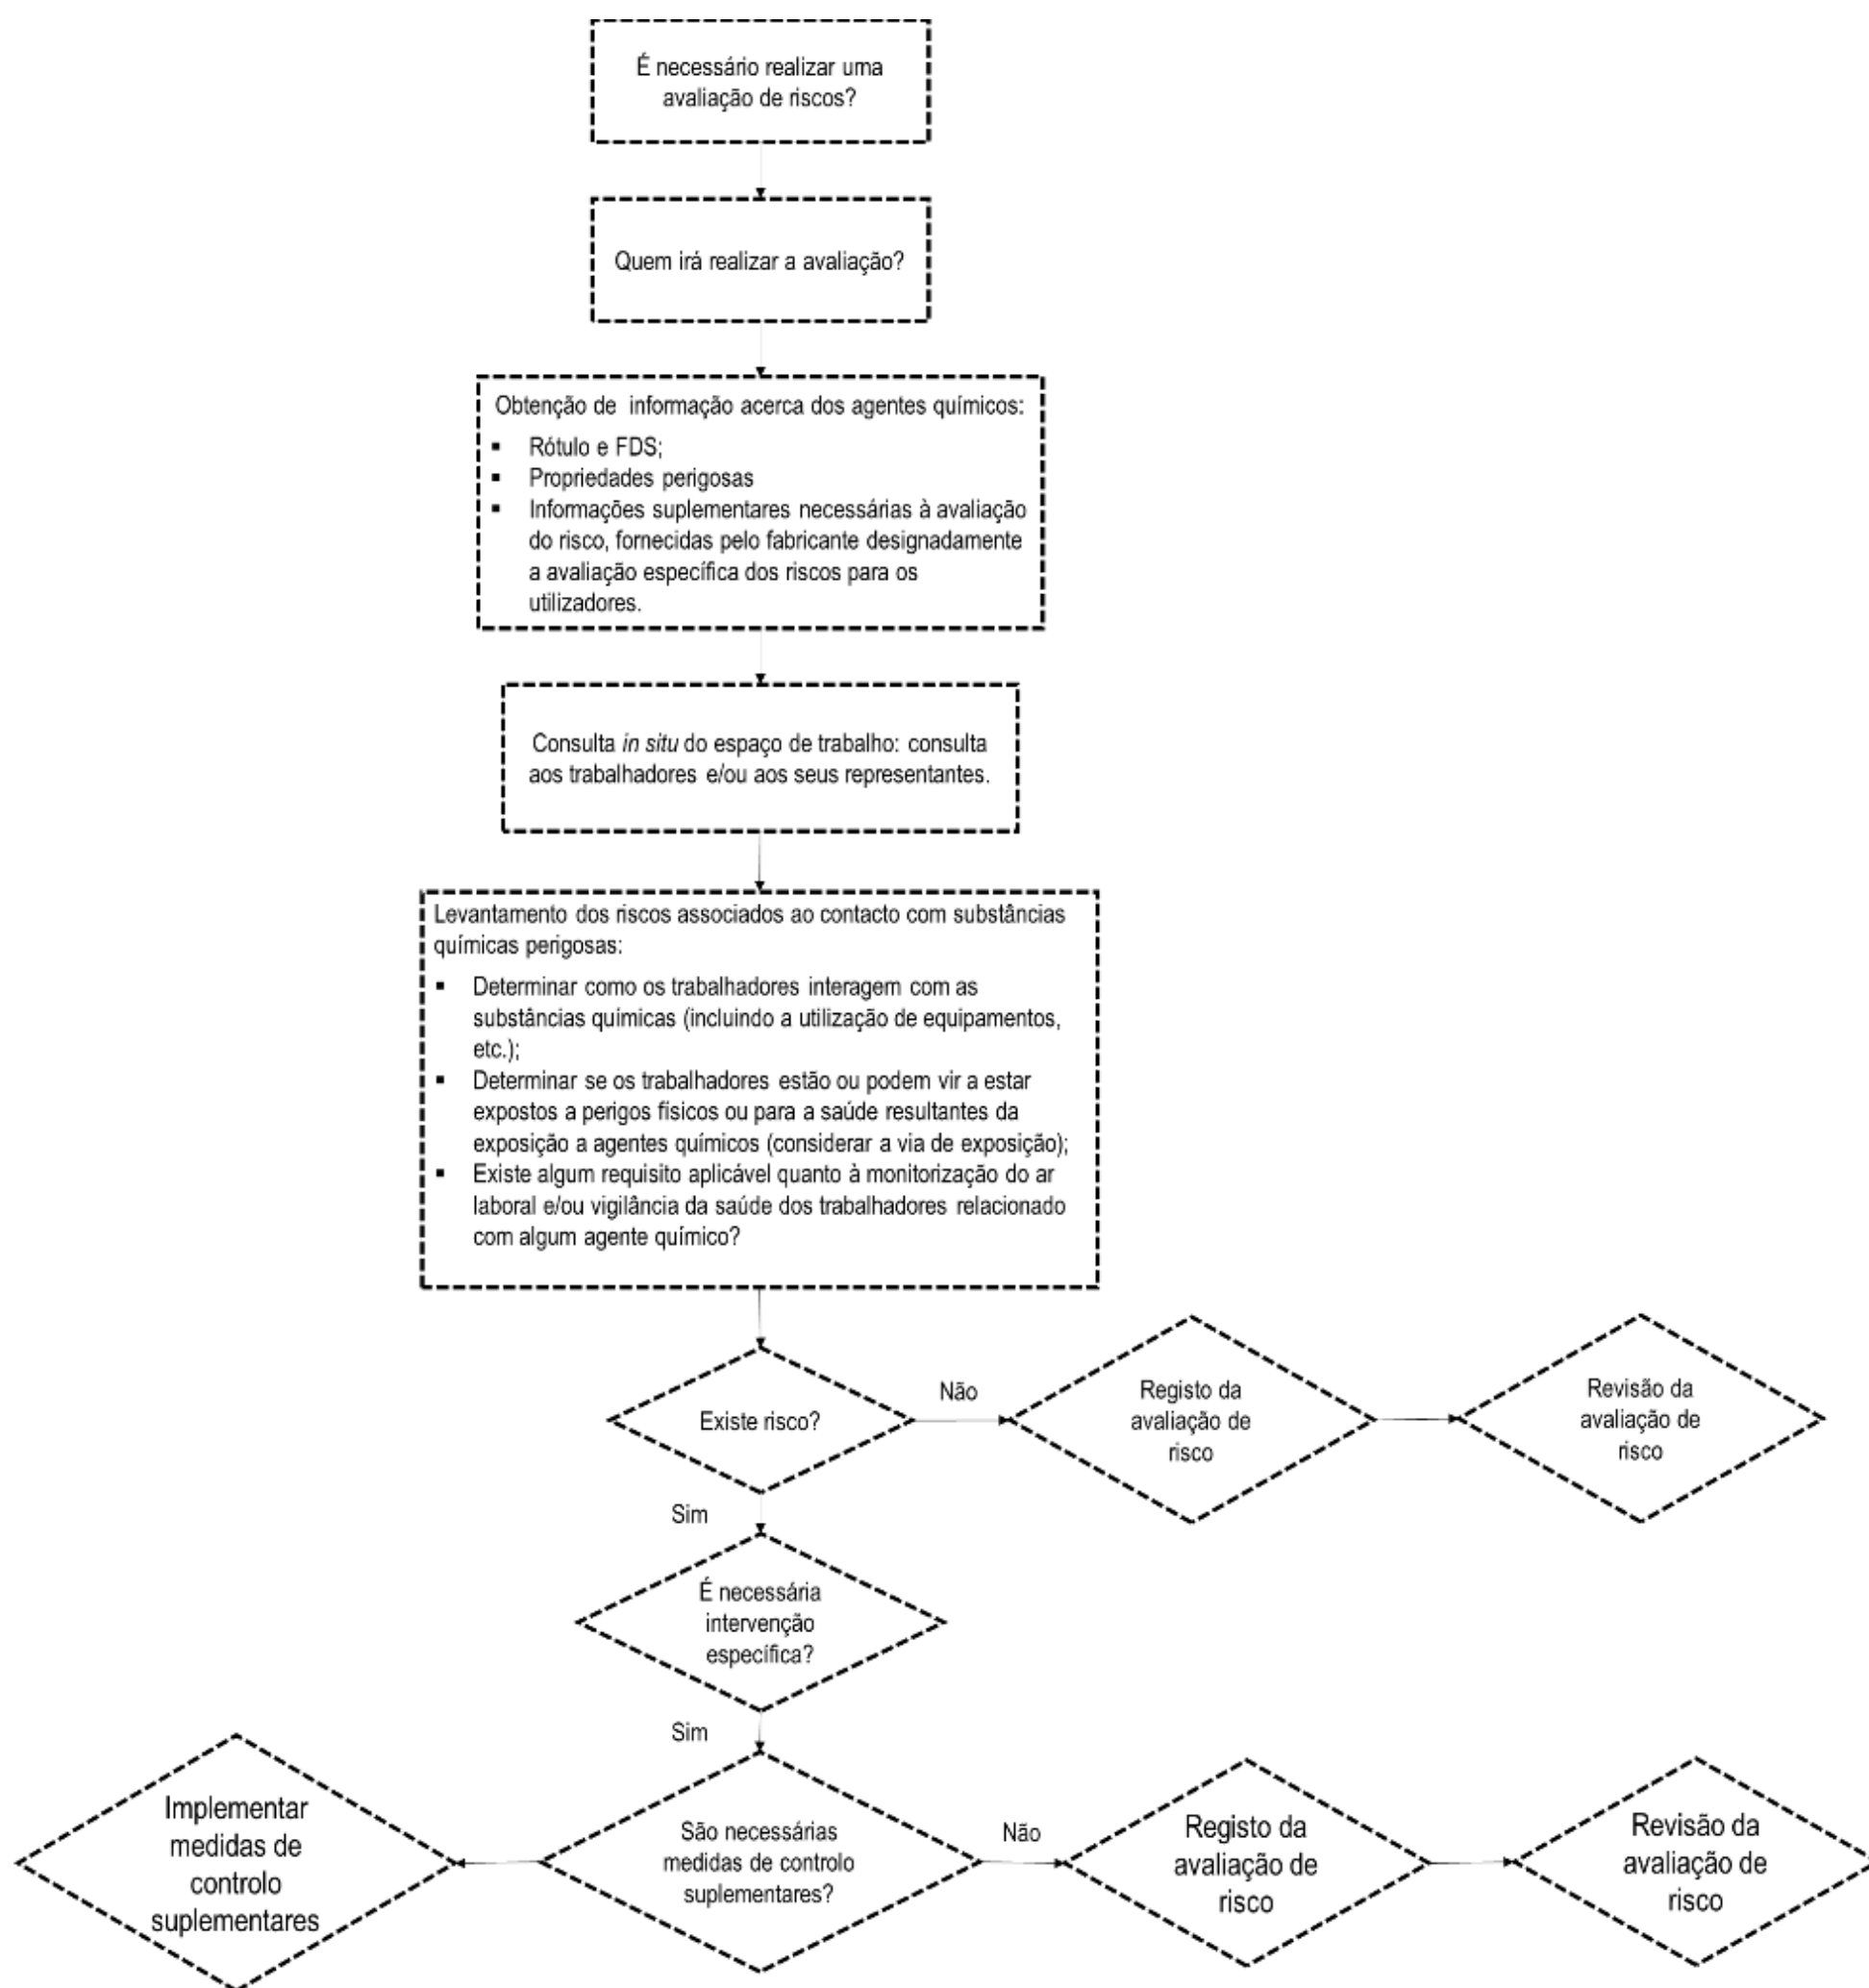 É necessário realizar uma
avaliação de riscos?
Quem irá realizar a avaliação?
Obtenção de informação acerca dos agentes químicos:
▪ Rótulo e FDS;
▪ Propriedades perigosas
▪ Informações suplementares necessárias à avaliação
do risco, fornecidas pelo fabricante designadamente
a avaliação específica dos riscos para os
utilizadores.
Consulta in situ do espaço de trabalho: consulta
aos trabalhadores e/ou aos seus representantes.
Levantamento dos riscos associados ao contacto com substâncias
químicas perigosas:
▪ Determinar como os trabalhadores interagem com as
substâncias químicas (incluindo a utilização de equipamentos,
etc.);
▪ Determinar se os trabalhadores estão ou podem vir a estar
expostos a perigos físicos ou para a saúde resultantes da
exposição a agentes químicos (considerar a via de exposição);
▪ Existe algum requisito aplicável quanto à monitorização do ar
laboral e/ou vigilância da saúde dos trabalhadores relacionado
com algum agente químico?
Existe risco?
Não
Registo da
avaliação de
risco
Revisão da
avaliação de
risco
Sim
É necessária
intervenção
específica?
Sim
Implementar
medidas de
controlo
suplementares
São necessárias
medidas de controlo
suplementares?
Não
Registo da
avaliação de
risco
Revisão da
avaliação de
risco